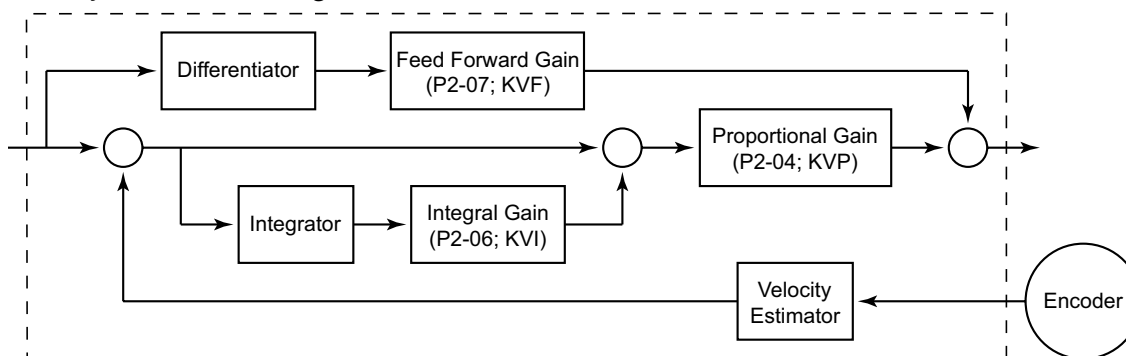 Differentiator
Feed Forward Gain
(P2-07; KVF)
Proportional Gain
(P2-04; KVP)
Integrator
Integral Gain
(P2-06; KVI)
Velocity
Estimator
Encoder